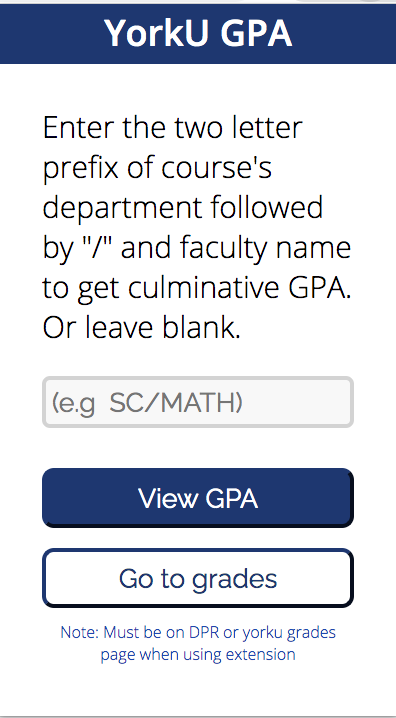 YorkU GPA
Enter the two letter
prefix of course's
department followed
by "/" and faculty name
to get culminative GPA.
Or leave blank.
(e.g  SC/MATH)
View GPA
Go to grades
Note: Must be on DPR or yorku grades
page when using extension